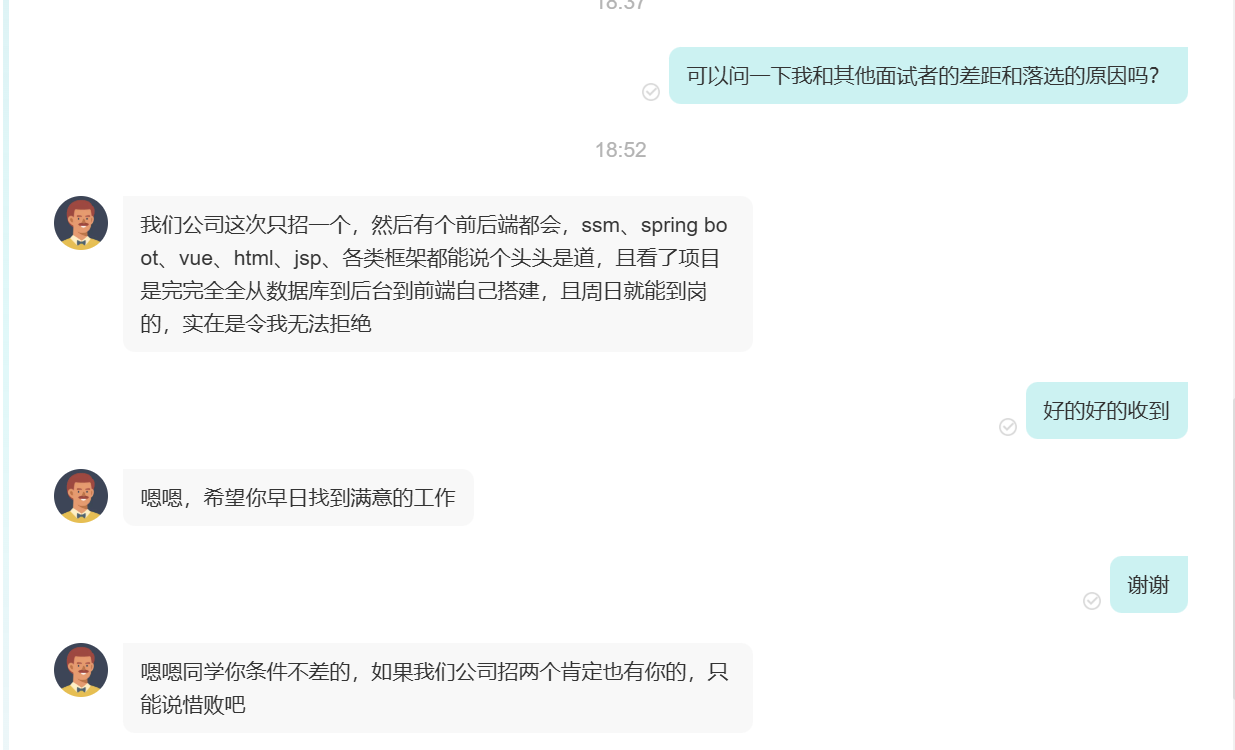 18:37
可以问一下我和其他面试者的差距和落选的原因吗？
18:52
我们公司这次只招一个，然后有个前后端都会，ssm、spring bo
ot、vue、html、jsp、各类框架都能说个头头是道，且看了项目
是完完全全从数据库到后台到前端自己搭建，且周日就能到岗
的，实在是令我无法拒绝
好的好的收到
嗯嗯，希望你早日找到满意的工作
谢谢
嗯嗯同学你条件不差的，如果我们公司招两个肯定也有你的，只
能说惜败吧